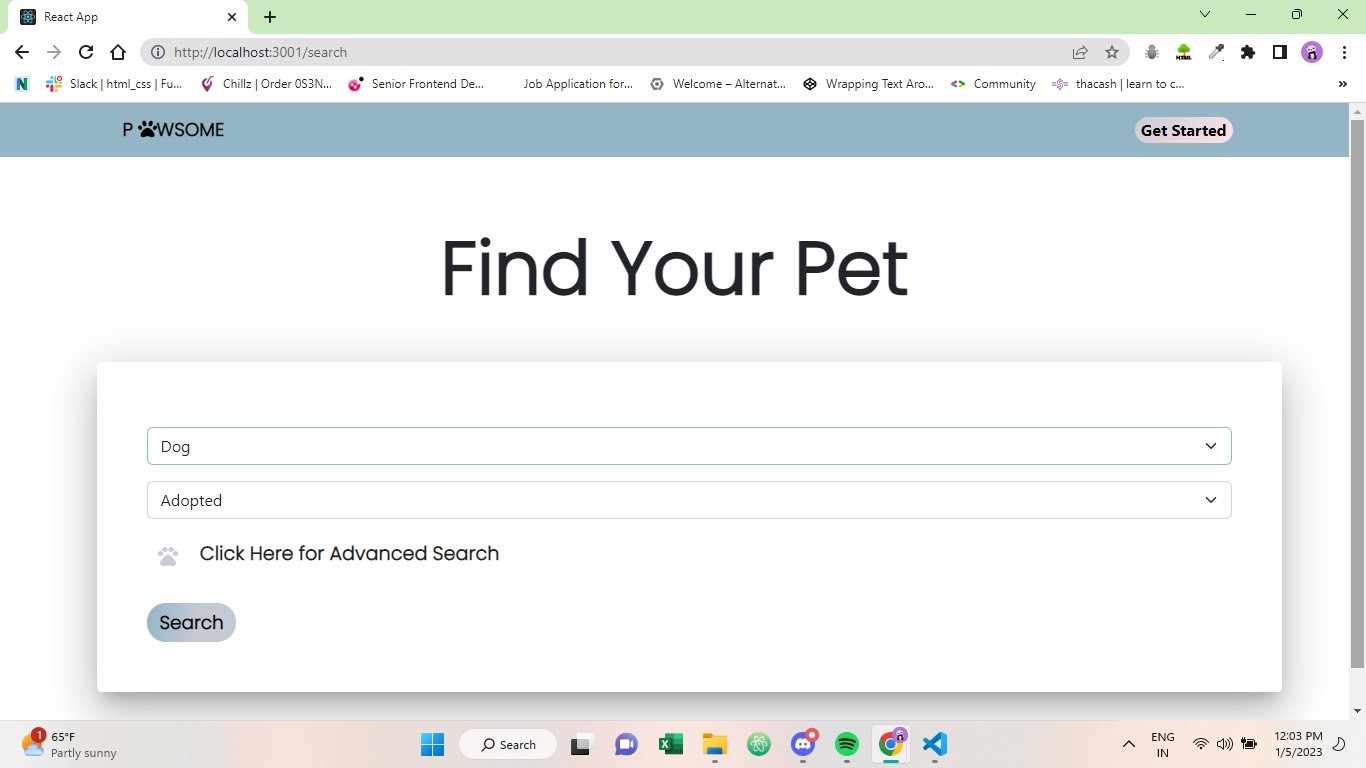 React App
http://localhost:3001/search
N
Slack | html_css | Fu...
Chillz | Order 0S3N...
Senior Frontend De...
Job Application for...
Welcome – Alternat...
Wrapping Text Aro...
Community
thacash | learn to c...
»
P WSOME
Get Started
Find Your Pet
Dog
Adopted
Click Here for Advanced Search
Search
1
65°F
Partly sunny
Search
ENG
IN
12:03 PM
1/5/2023